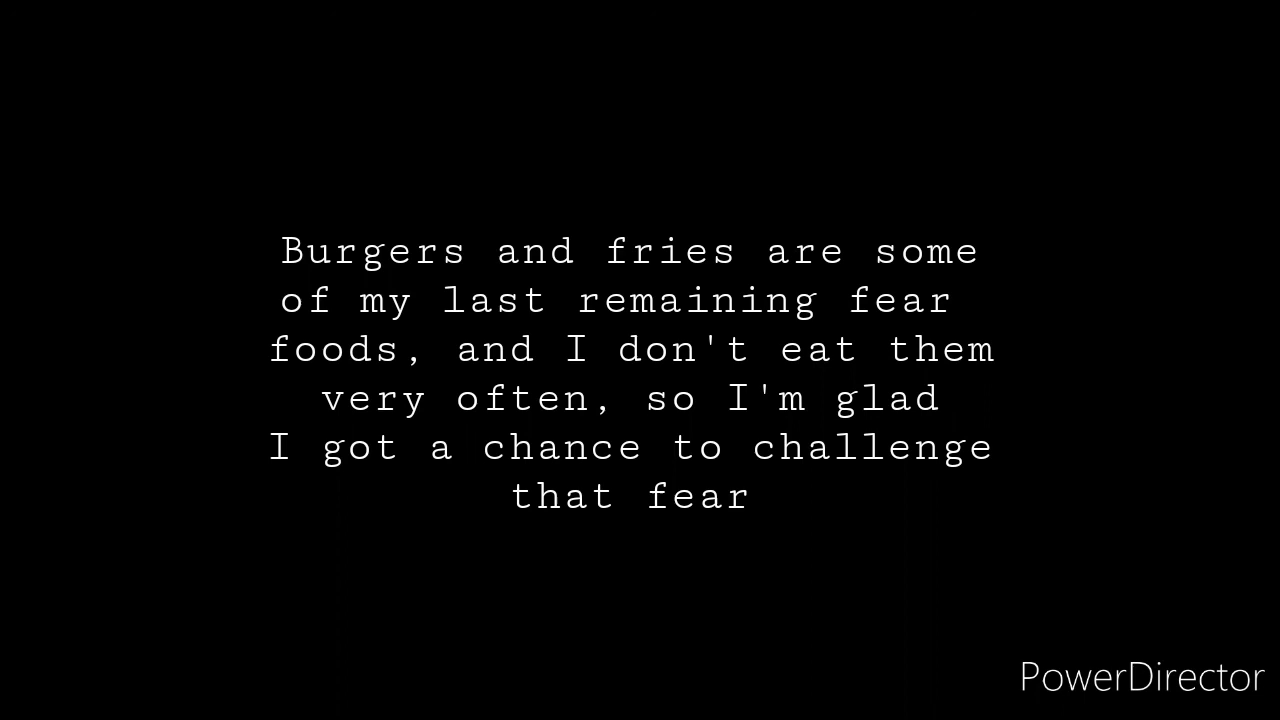 Burgers and fries are some
of my last remaining fear
foods, and I don't eat them
very often, so I'm glad
I got a chance to challenge
that fear
PowerDirector